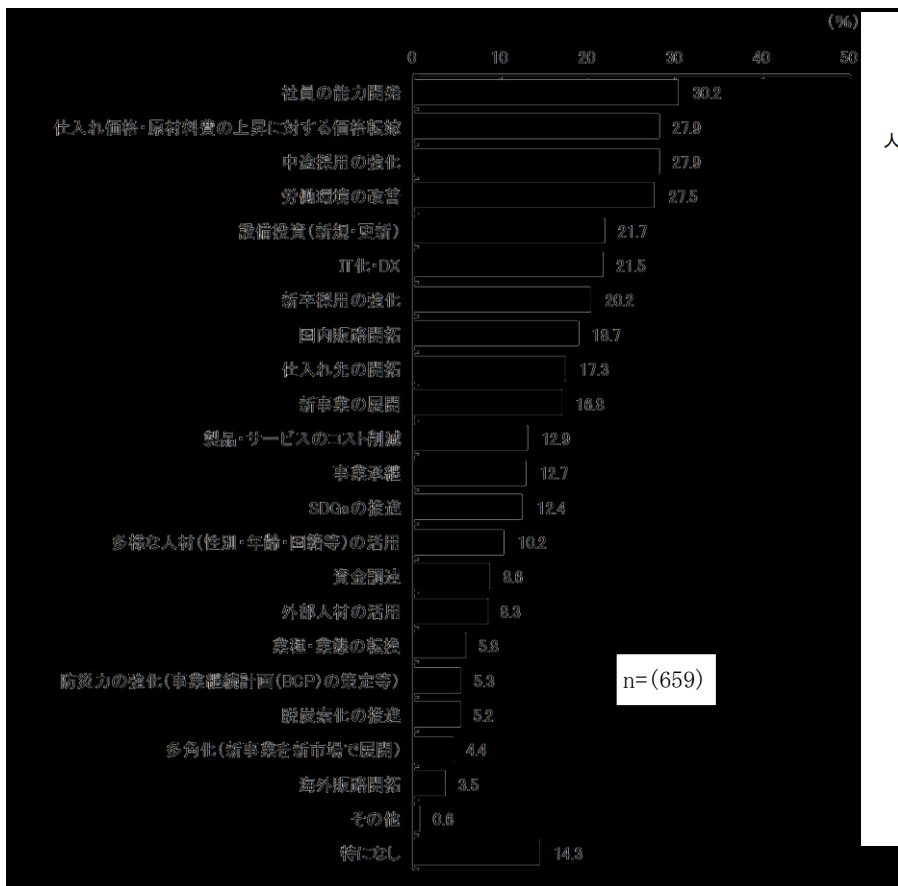 (%)
0 10 20 30 40 50
社員の能力開発 30.2
仕入れ価格・原材料費の上昇に対する価格転嫁 27.9
中途採用の強化 27.9
労働環境の改善 27.5
設備投資(新規・更新) 21.7
IT化・DX 21.5
新卒採用の強化 20.2
国内販路開拓 18.7
仕入れ先の開拓 17.3
新事業の展開 16.8
製品・サービスのコスト削減 12.9
事業承継 12.7
SDGsの推進 12.4
多様な人材(性別・年齢・国籍等)の活用 10.2
資金調達 8.6
外部人材の活用 8.3
業種・業態の転換 5.8
防災力の強化(事業継続計画(BCP)の策定等) 5.3
脱炭素化の推進 5.2
多角化(新事業を新市場で展開) 4.4
海外販路開拓 3.5
その他 0.6
特になし 14.3
n=(659)